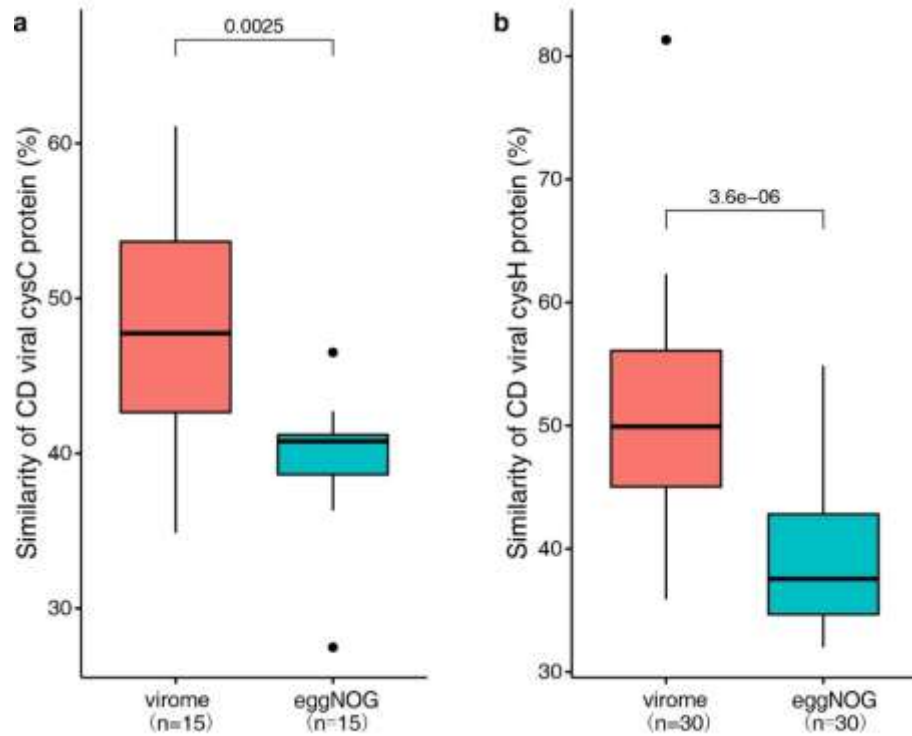 a
0.0025
Similarity of CD viral cysC protein (%)
60
50
40
30
virome
(n=15)
eggNOG
(n=15)
b
3.6e−06
Similarity of CD viral cysH protein (%)
80
70
60
50
40
30
virome
(n=30)
eggNOG
(n=30)